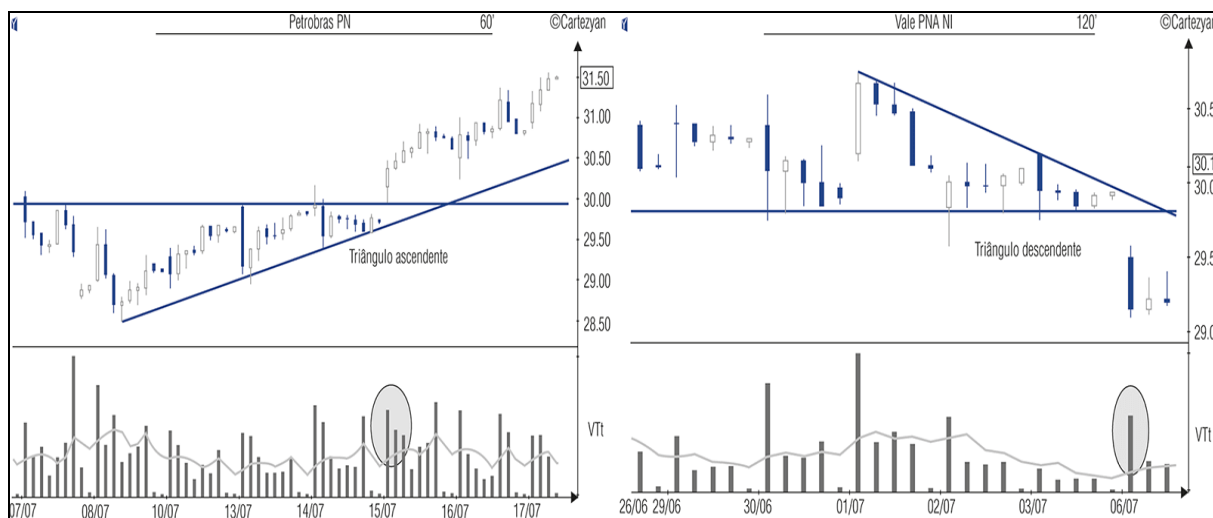 Petrobras PN 60' ©Cartezyan
31.50
31.00
30.50
30.00
29.50
29.00
28.50
Triângulo ascendente
VTt
07/07 08/07 10/07 13/07 14/07 15/07 16/07 17/07
Vale PNA NI 120' ©Cartezyan
30.5
30.1
30.0
29.5
29.0
Triângulo descendente
VTt
26/06 29/06 30/06 01/07 02/07 03/07 06/07